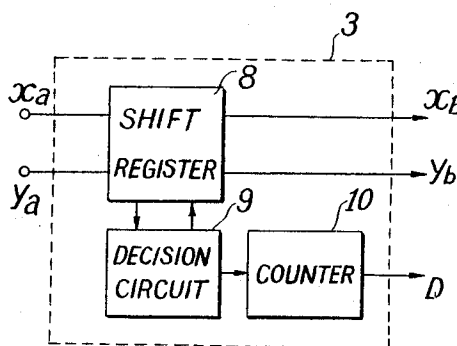 3
8
xa
SHIFT
xb
REGISTER
ya
yb
9
10
DECISION
CIRCUIT
COUNTER
D